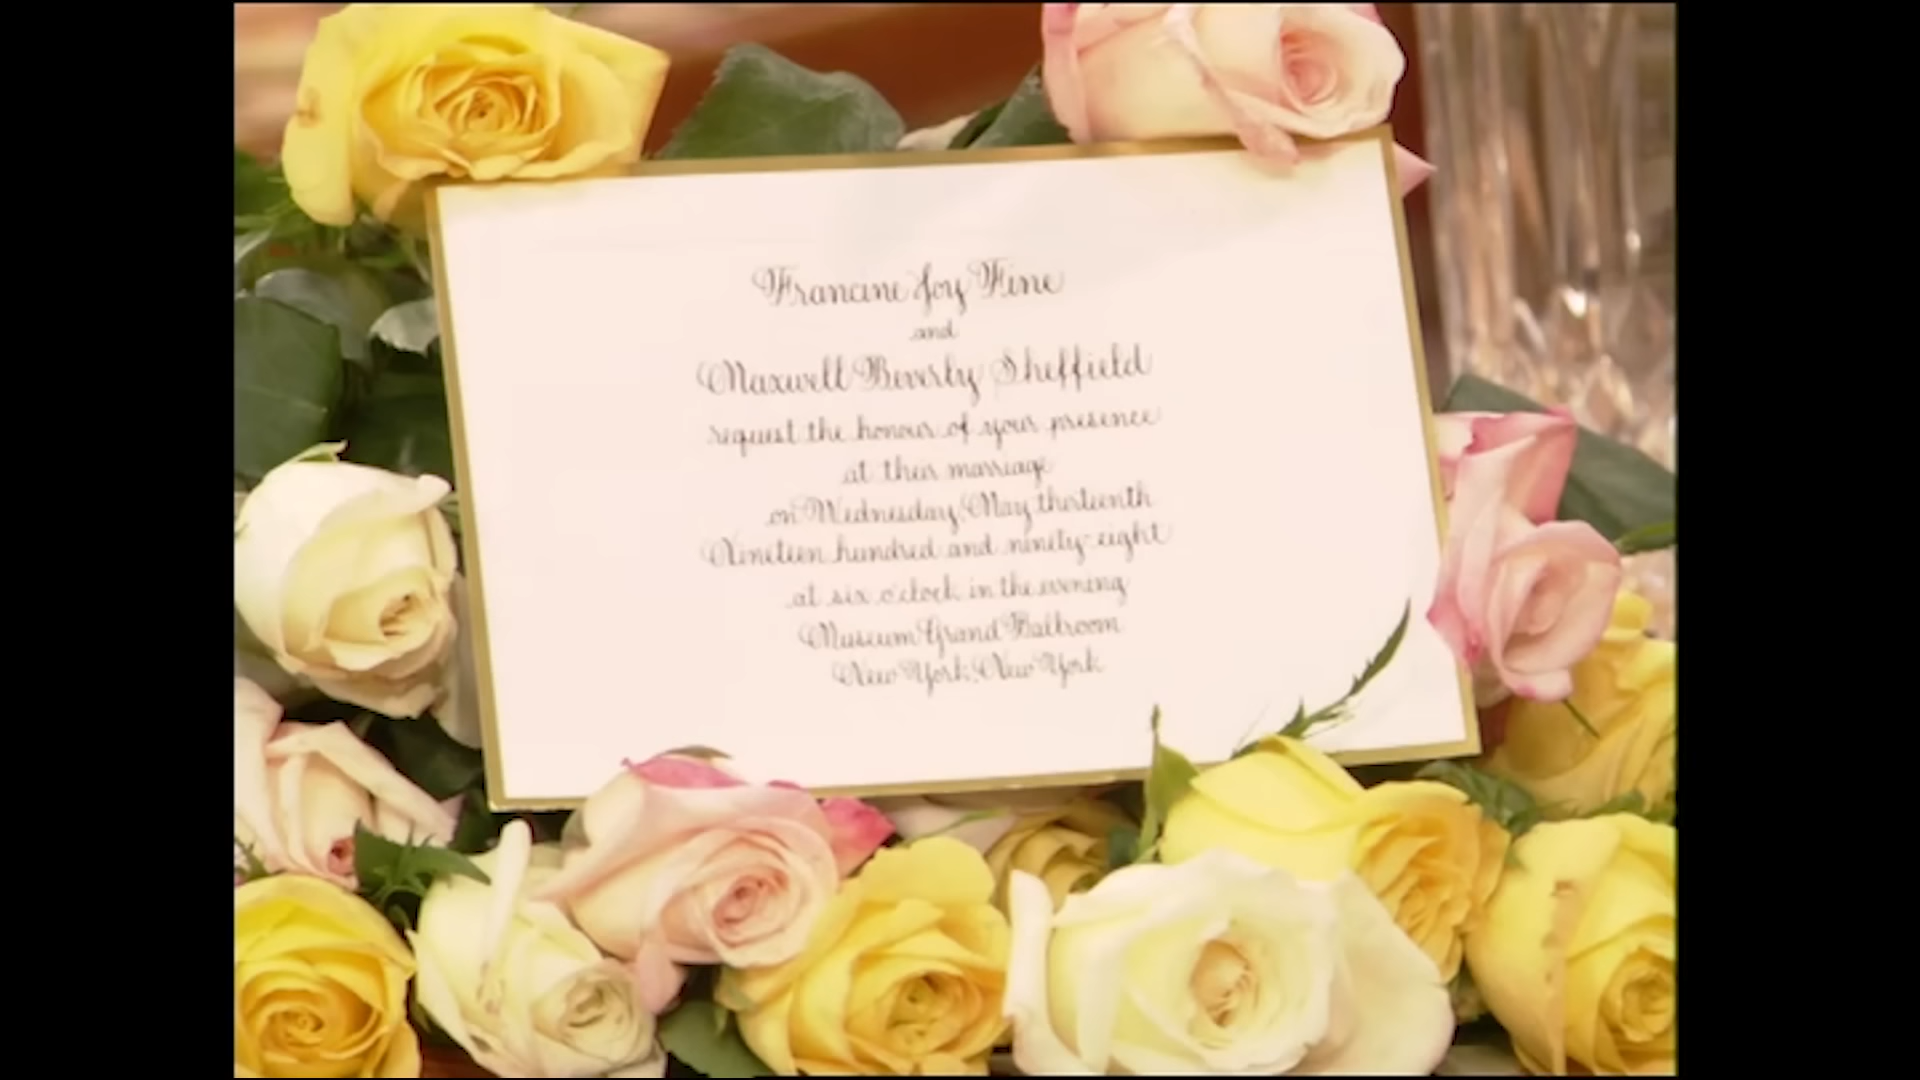 Francine Joy Fine
and
Maxwell Beverly Sheffield
request the honour of your presence
at their marriage
on Wednesday, May thirteenth
Nineteen hundred and ninety-eight
at six o'clock in the evening
Museum Grand Ballroom
New York, New York